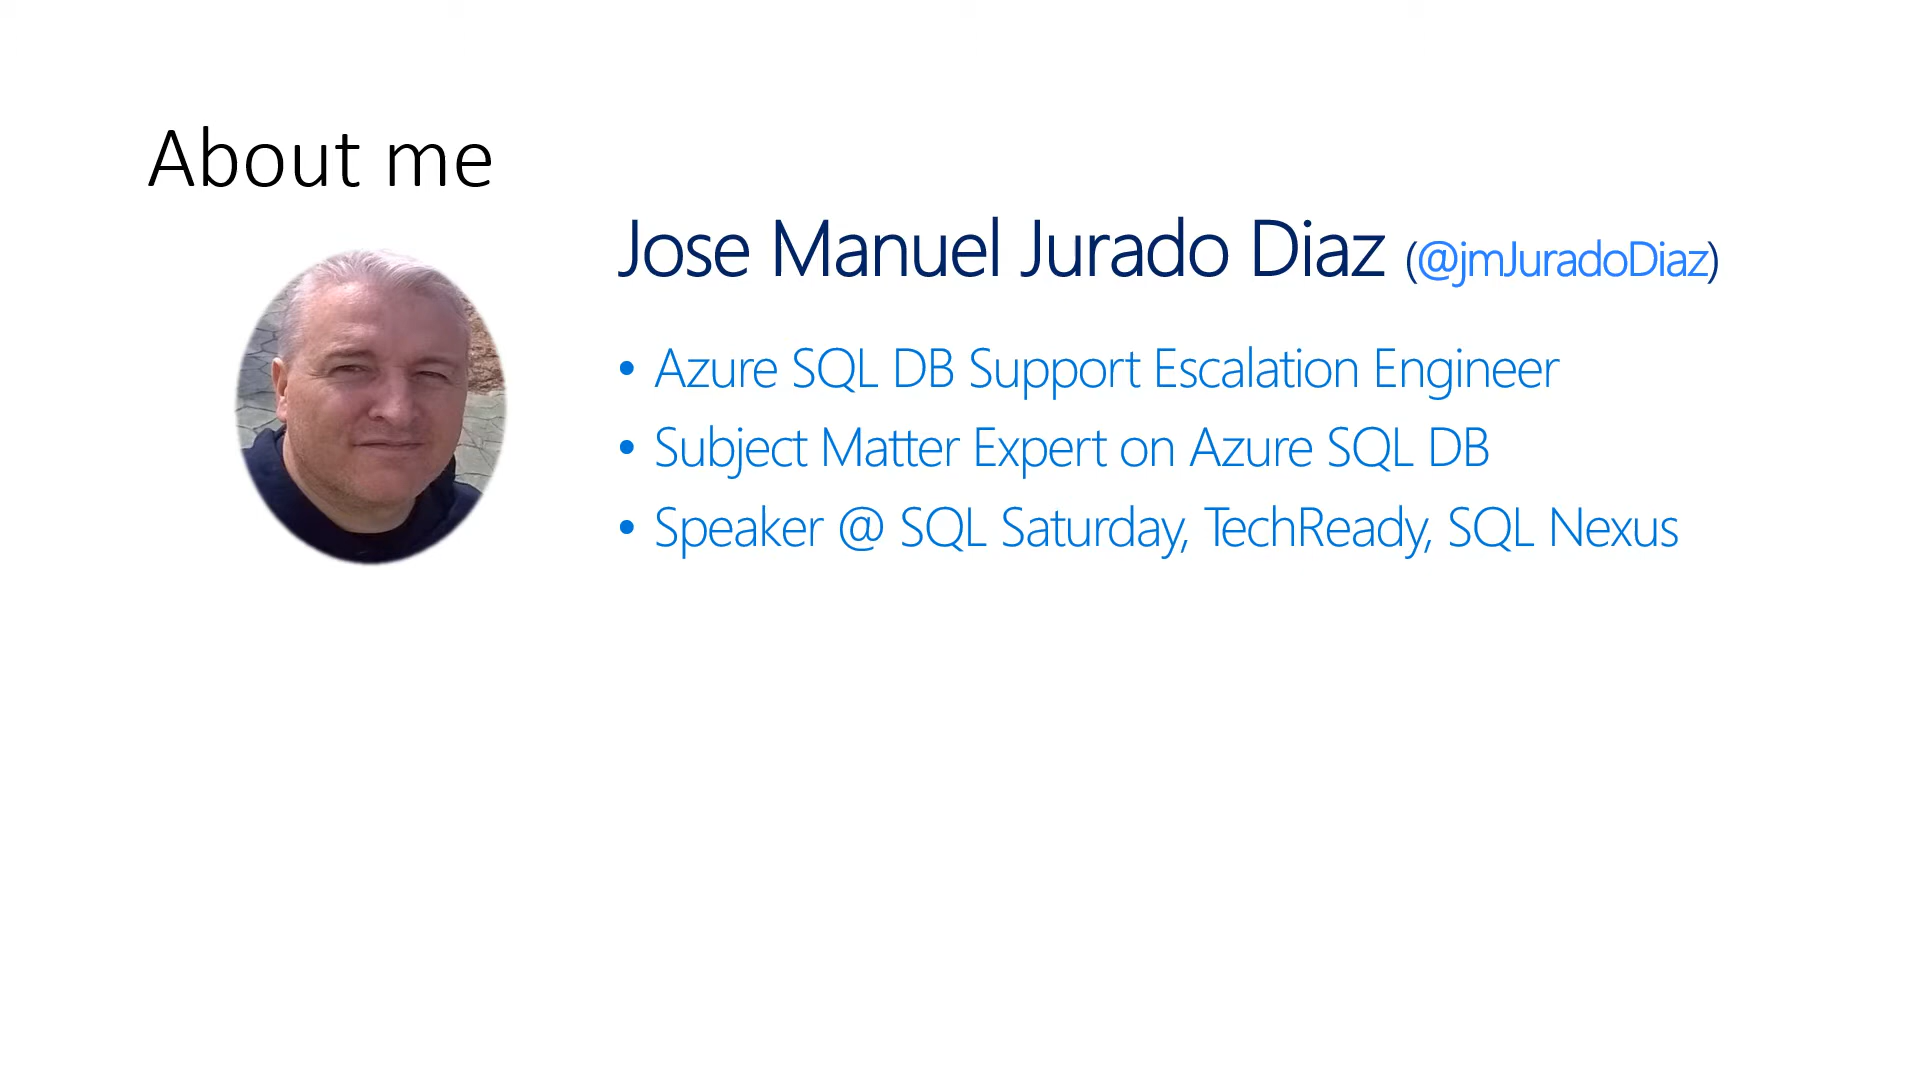 About me
Jose Manuel Jurado Diaz (@jmJuradoDiaz)
• Azure SQL DB Support Escalation Engineer
• Subject Matter Expert on Azure SQL DB
• Speaker @ SQL Saturday, TechReady, SQL Nexus